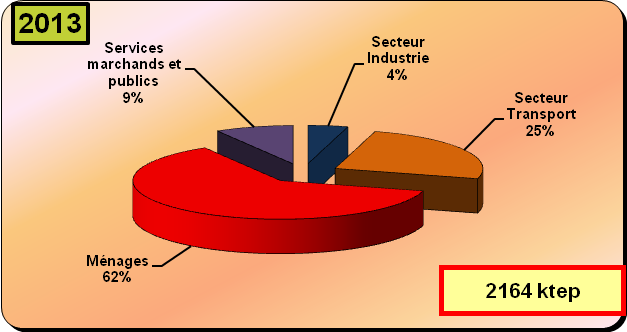 2013
Services
marchands et
publics
9%
Secteur
Industrie
4%
Secteur
Transport
25%
Ménages
62%
2164 ktep